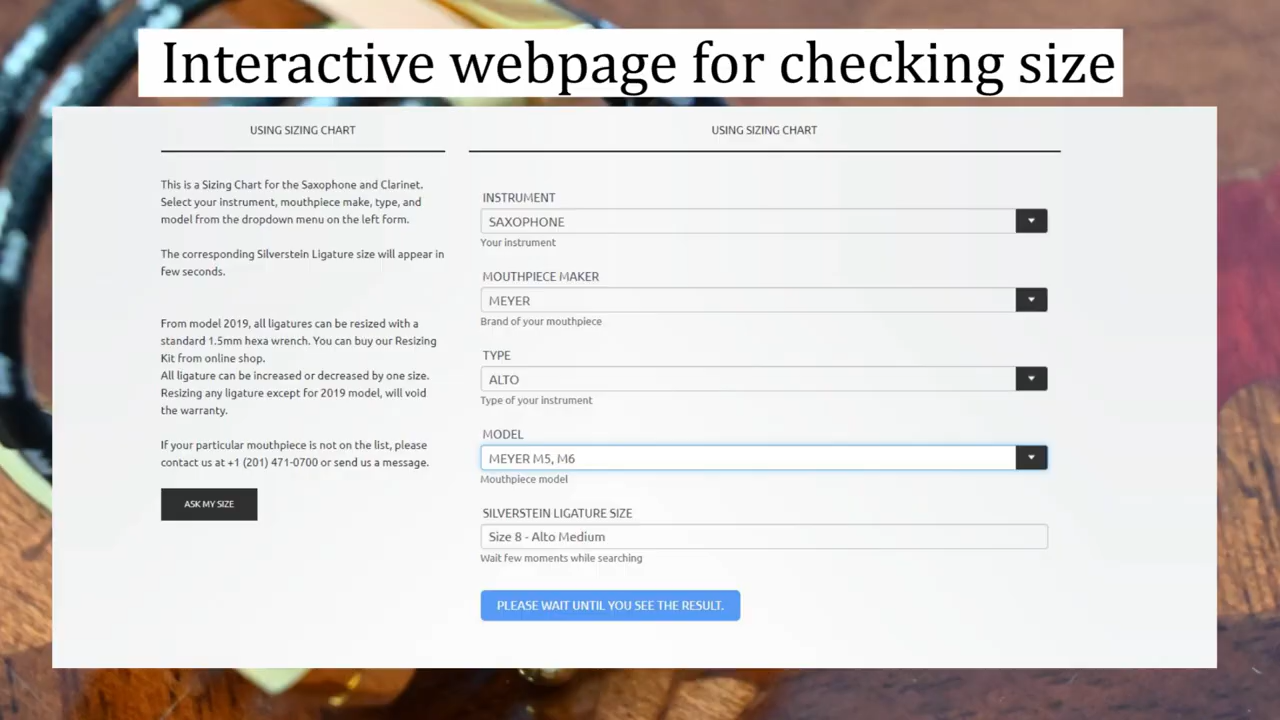 Interactive webpage for checking size
USING SIZING CHART
This is a Sizing Chart for the Saxophone and Clarinet.
Select your instrument, mouthpiece make, type, and
model from the dropdown menu on the left form.
The corresponding Silverstein Ligature size will appear in
few seconds.
From model 2019, all ligatures can be resized with a
standard 1.5mm hexa wrench. You can buy our Resizing
Kit from online shop.
All ligature can be increased or decreased by one size.
Resizing any ligature except for 2019 model, will void
the warranty.
If your particular mouthpiece is not on the list, please
contact us at +1 (201) 471-0700 or send us a message.
ASK MY SIZE
USING SIZING CHART
INSTRUMENT
SAXOPHONE
Your instrument
MOUTHPIECE MAKER
MEYER
Brand of your mouthpiece
TYPE
ALTO
Type of your instrument
MODEL
MEYER M5, M6
Mouthpiece model
SILVERSTEIN LIGATURE SIZE
Size 8 - Alto Medium
Wait few moments while searching
PLEASE WAIT UNTIL YOU SEE THE RESULT.